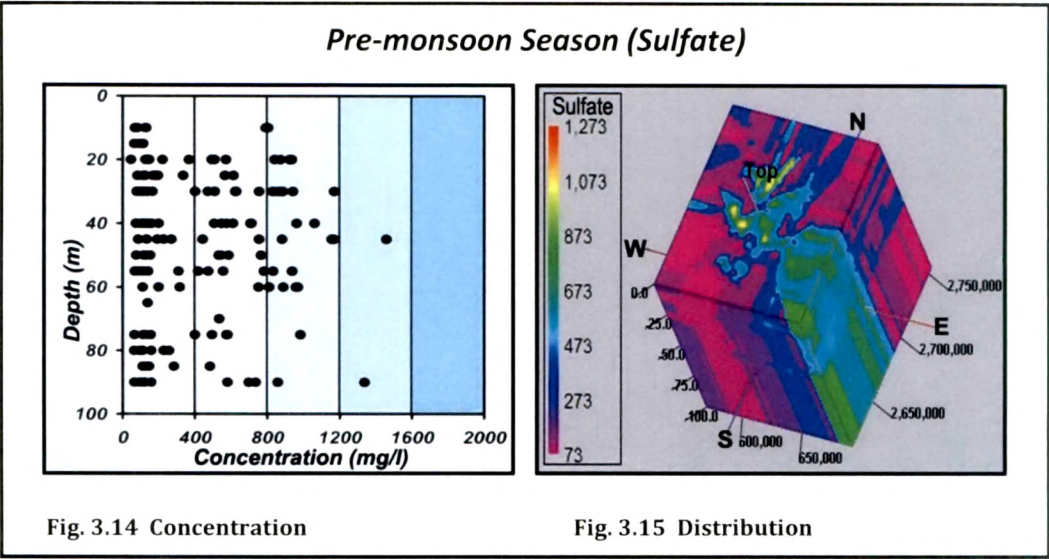 Pre-monsoon Season (Sulfate)
0
20
40
60
80
100
Depth (m)
0 400 800 1200 1600 2000
Concentration (mg/l)
Sulfate
1,273
1,073
873
673
473
273
73
N
Top
W
0.0
25.0
50.0
75.0
100.0
S
600,000
650,000
2,650,000
2,700,000
E
2,750,000
Fig. 3.14 Concentration
Fig. 3.15 Distribution